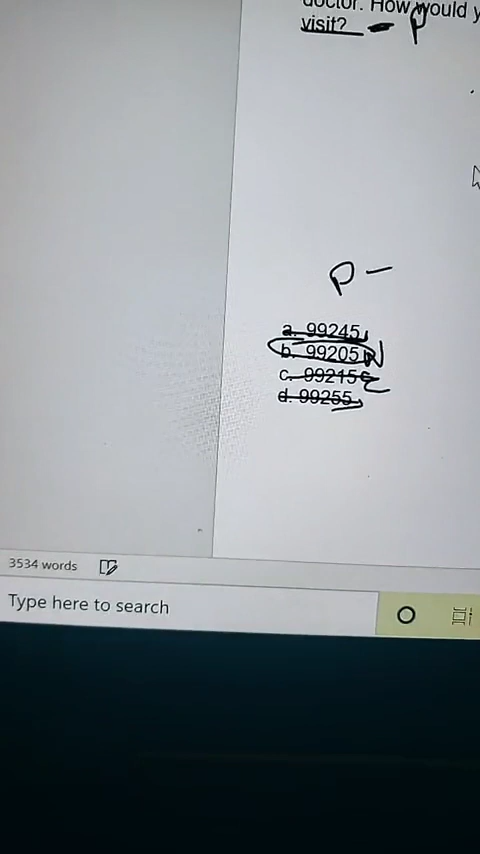 doctor. How would y
visit? - P
P -
a. 99245
b. 99205 N
c. 99215 E
d. 99255
3534 words
Type here to search